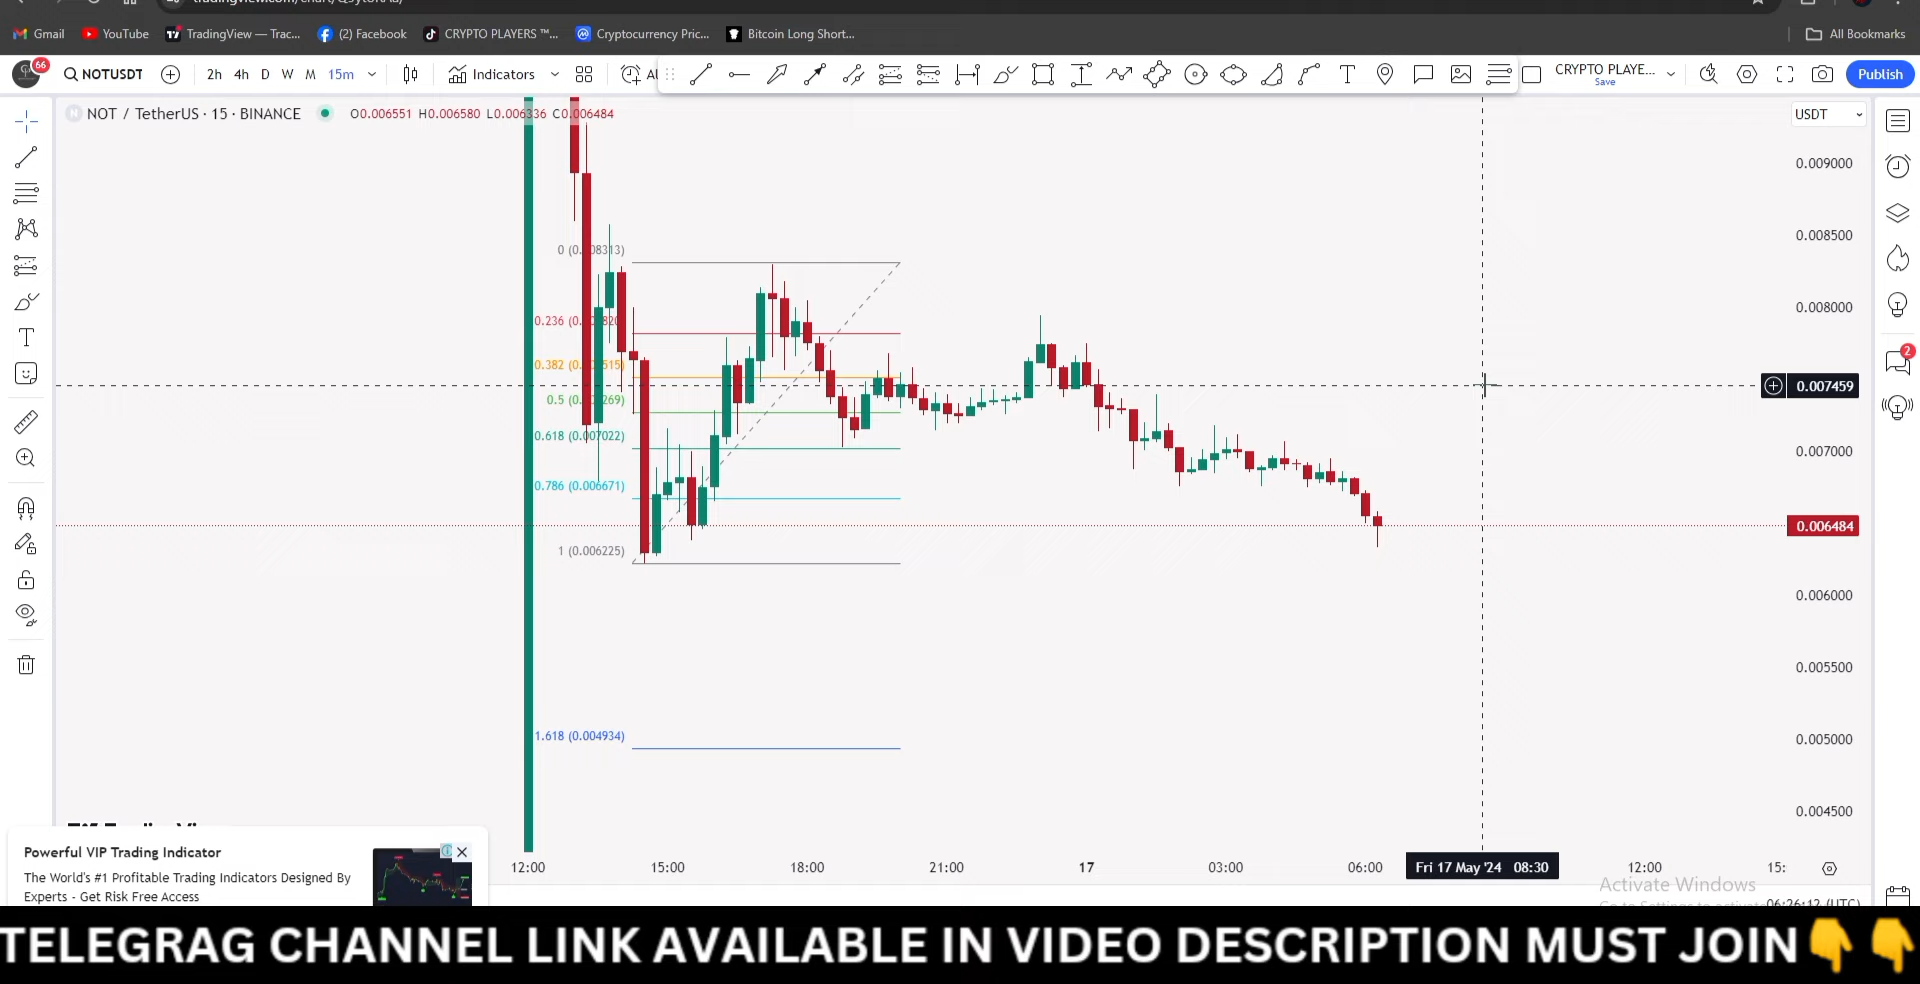 Gmail YouTube TradingView — Trac... (2) Facebook CRYPTO PLAYERS ™... Cryptocurrency Pric... Bitcoin Long Short... All Bookmarks
66 NOTUSDT 2h 4h D W M 15m Indicators CRYPTO PLAYE... Publish
Save
NOT / TetherUS · 15 · BINANCE O0.006551 H0.006580 L0.006336 C0.006484 USDT
0.009000
0.008500
0.008000
0.007459
0.007000
0.006484
0.006000
0.005500
0.005000
0.004500
0.618 (0.007022)
0.786 (0.006671)
1 (0.006225)
1.618 (0.004934)
2
Powerful VIP Trading Indicator
The World's #1 Profitable Trading Indicators Designed By
Experts - Get Risk Free Access
12:00 15:00 18:00 21:00 17 03:00 06:00 Fri 17 May '24 08:30 12:00 15:
Activate Windows
TELEGRAG CHANNEL LINK AVAILABLE IN VIDEO DESCRIPTION MUST JOIN👇👇